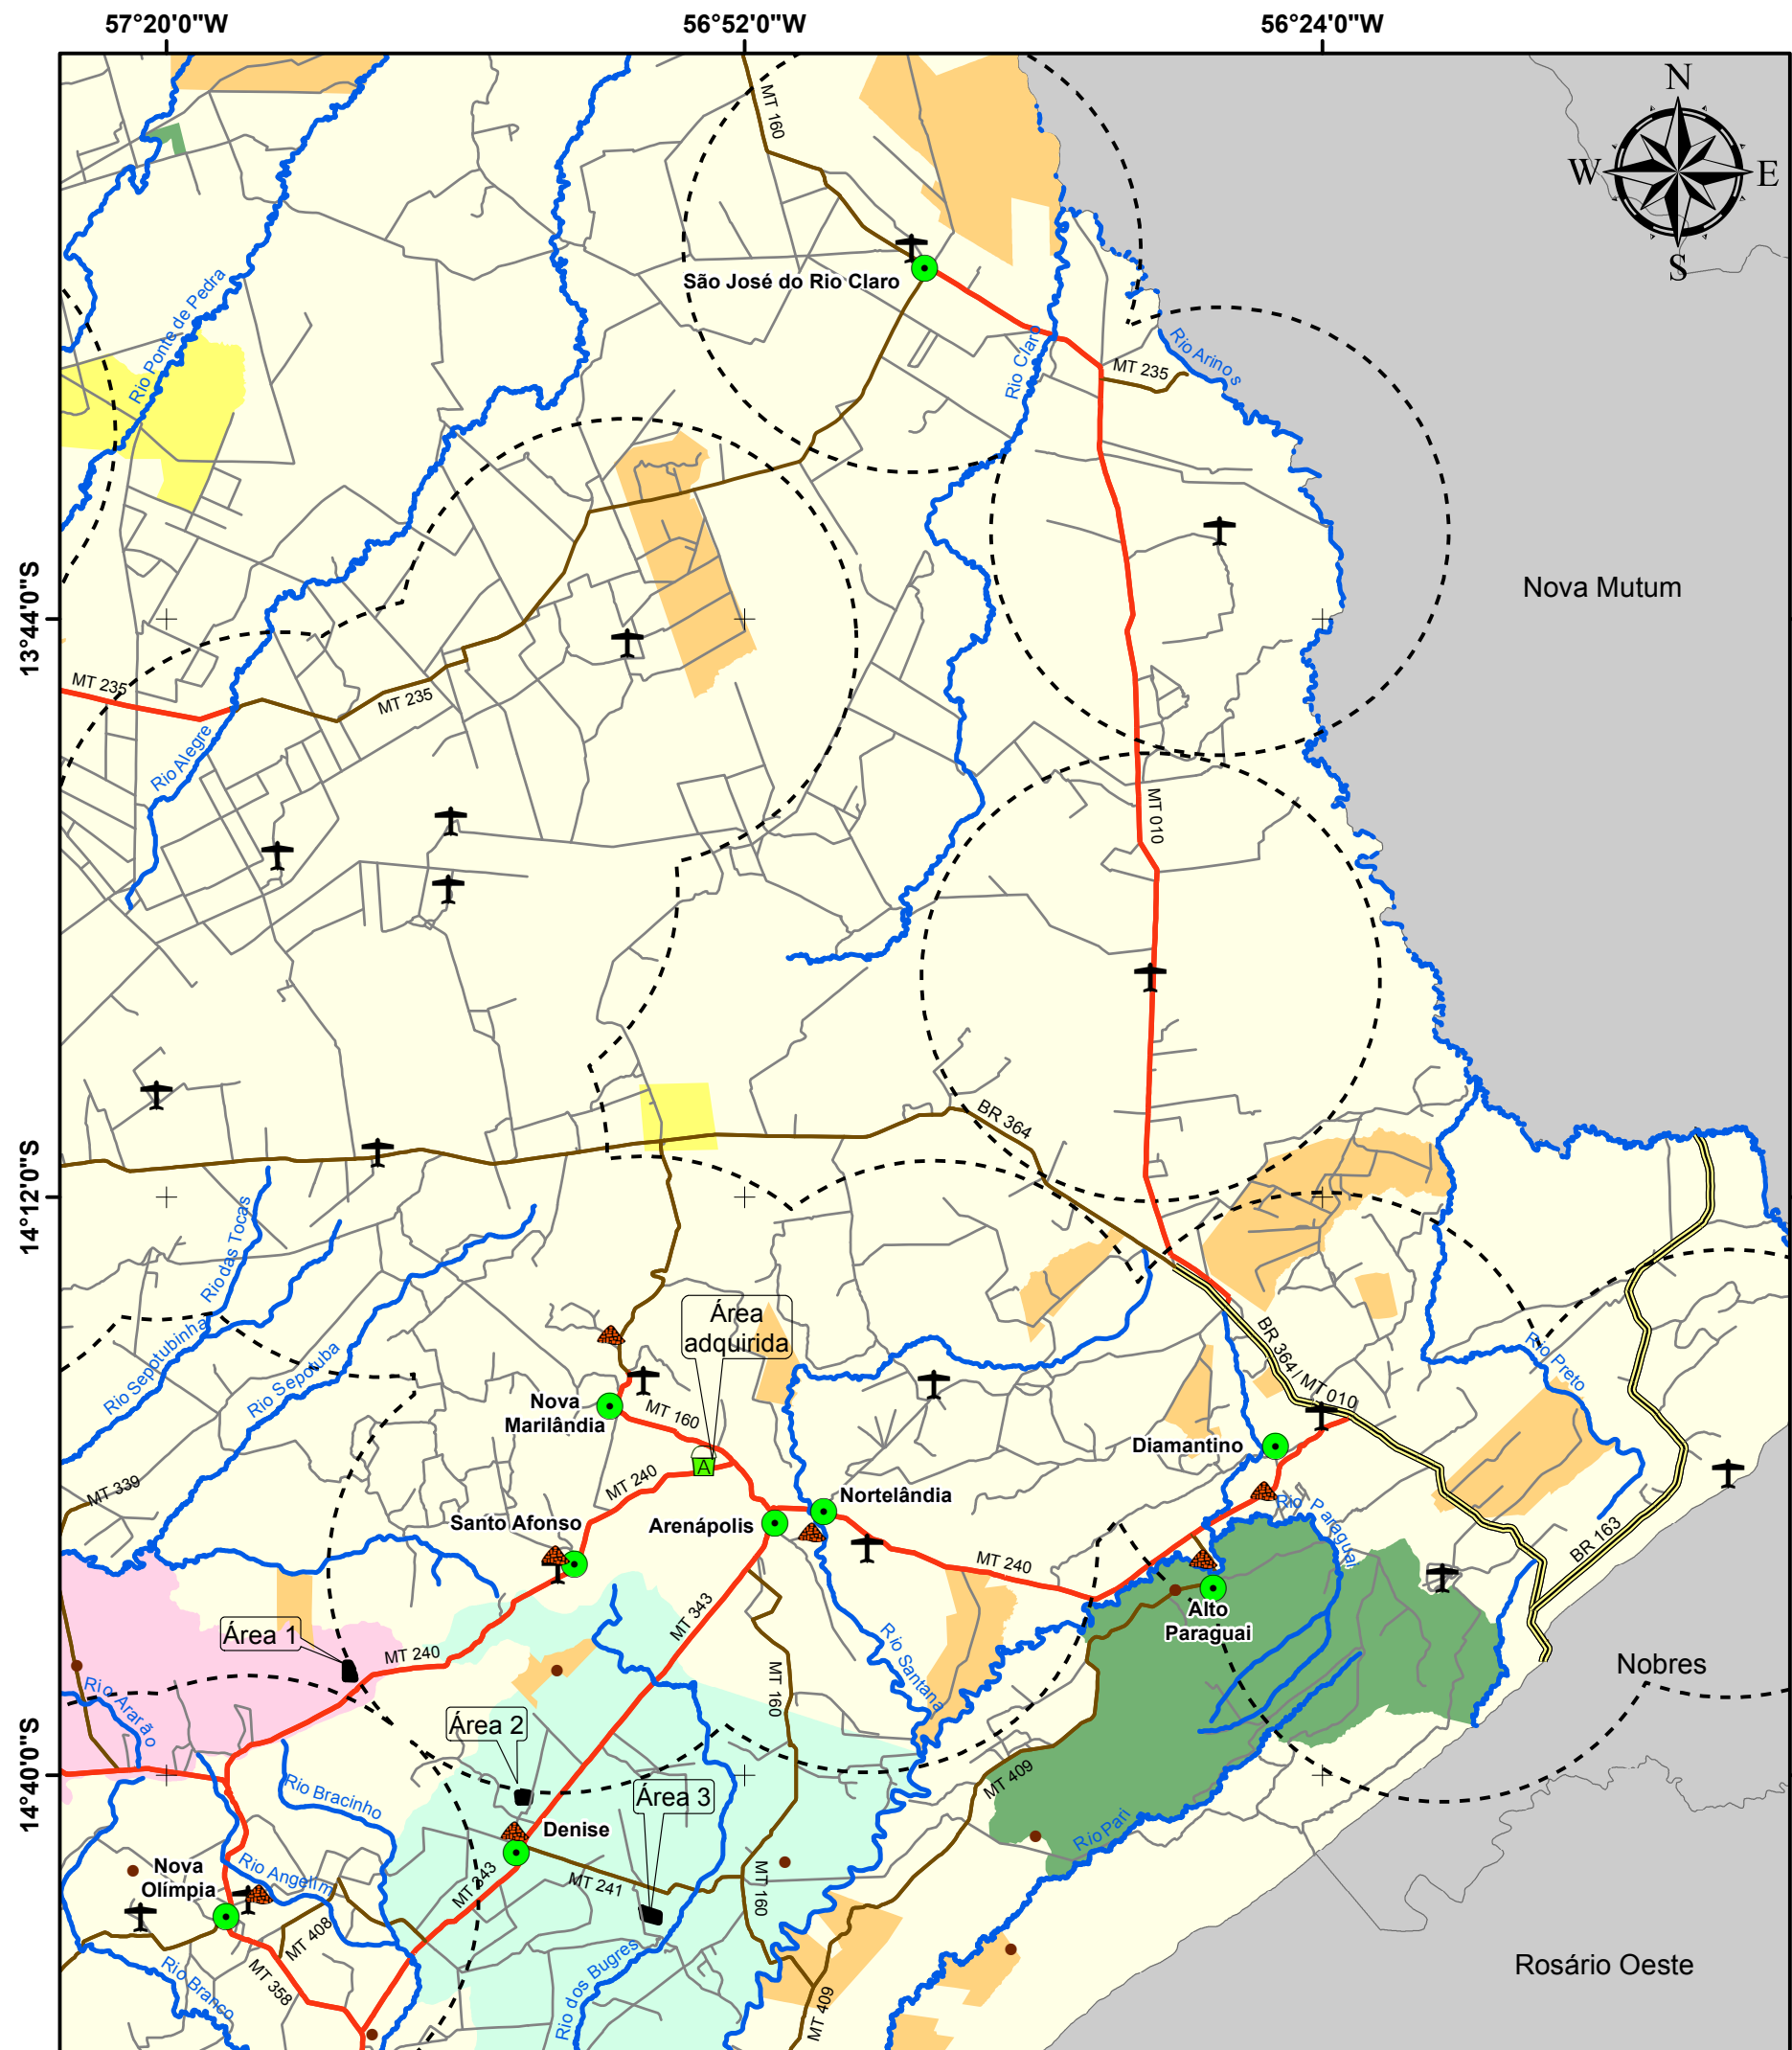 57°20'0"W
56°52'0"W
56°24'0"W
N
W
E
S
MT 160
São José do Rio Claro
Rio Ponte de Pedra
Rio Claro
Rio Arinos
MT 235
13°44'0"S
Nova Mutum
MT 235
MT 235
Rio Alegre
MT 010
BR 364
14°12'0"S
Rio das Tocas
Rio Sepotubinha
Rio Sepotuba
Área
adquirida
BR 364/ MT 010
Rio Preto
Nova
Marilândia
MT 160
Diamantino
A
MT 240
MT 339
Nortelândia
Santo Afonso
Arenápolis
Rio Paraguai
BR 163
MT 240
Alto
Paraguai
MT 343
Área 1
MT 240
Rio Santana
Nobres
Rio Ararão
MT 160
Área 2
14°40'0"S
Rio Bracinho
Área 3
MT 409
Denise
Rio Pari
Nova
Olímpia
Rio Angelim
MT 343
MT 241
MT 160
MT 408
MT 358
Rio Branco
Rio dos Bugres
MT 409
Rosário Oeste